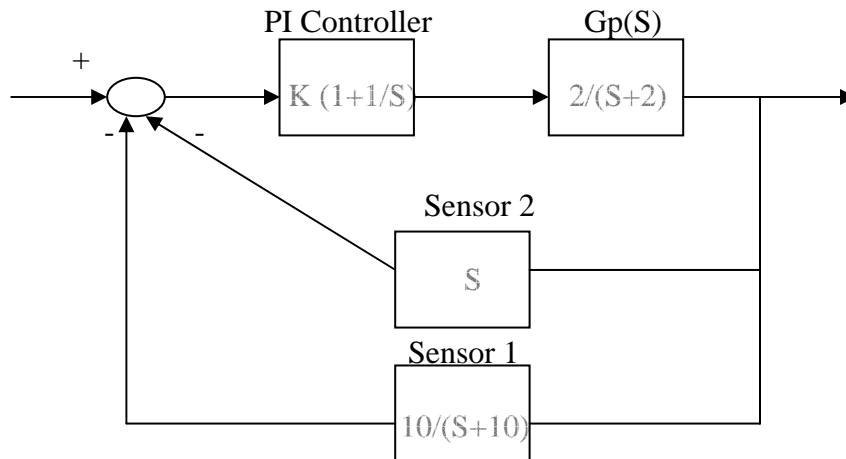 PI Controller
Gp(S)
+
K (1+1/S)
2/(S+2)
-
-
Sensor 2
S
Sensor 1
10/(S+10)